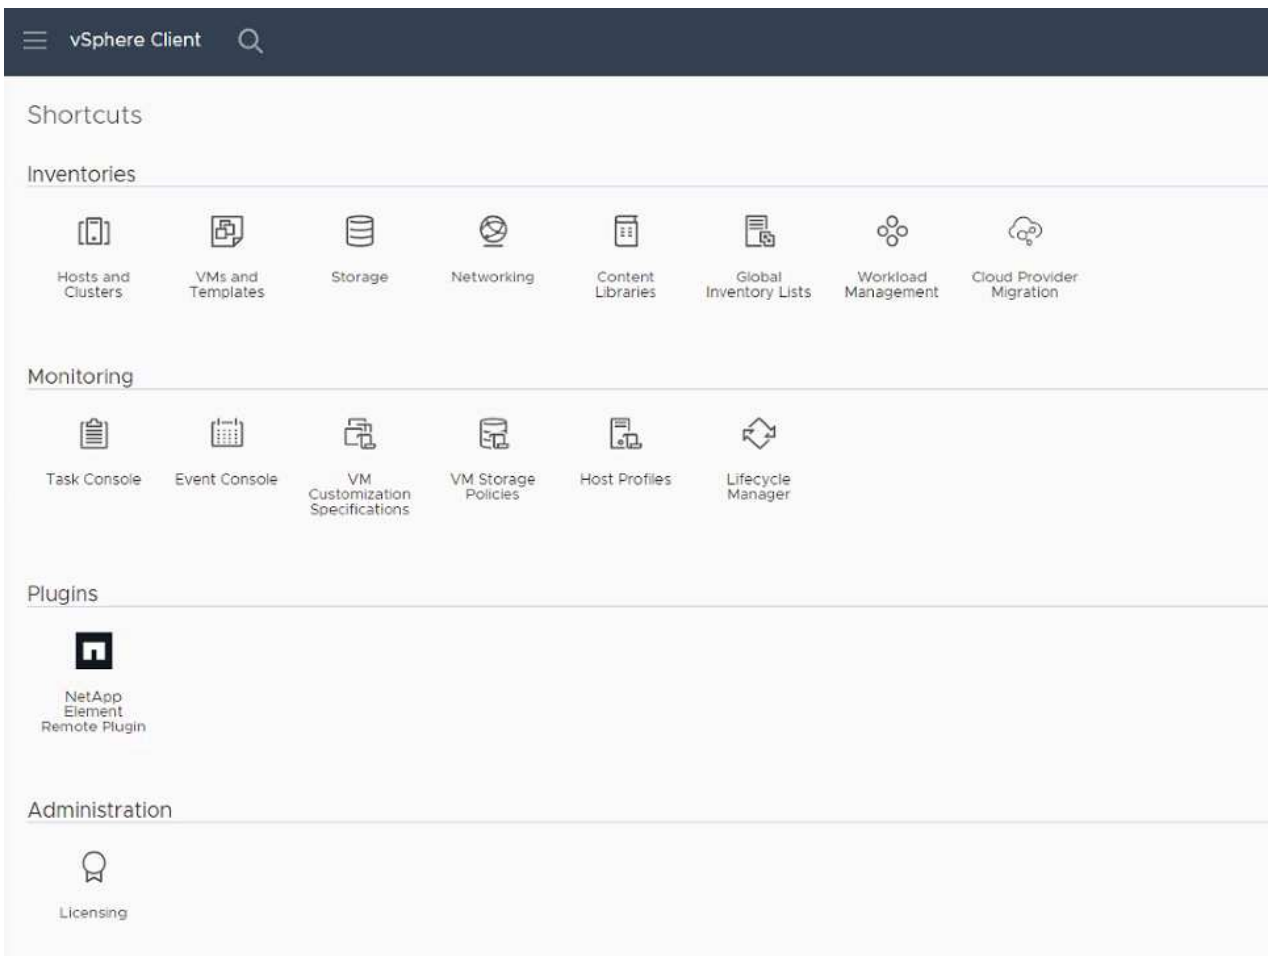 vSphere Client
Shortcuts
Inventories
Hosts and
Clusters
VMs and
Templates
Storage
Networking
Content
Libraries
Global
Inventory Lists
Workload
Management
Cloud Provider
Migration
Monitoring
Task Console
Event Console
VM
Customization
Specifications
VM Storage
Policies
Host Profiles
Lifecycle
Manager
Plugins
NetApp
Element
Remote Plugin
Administration
Licensing